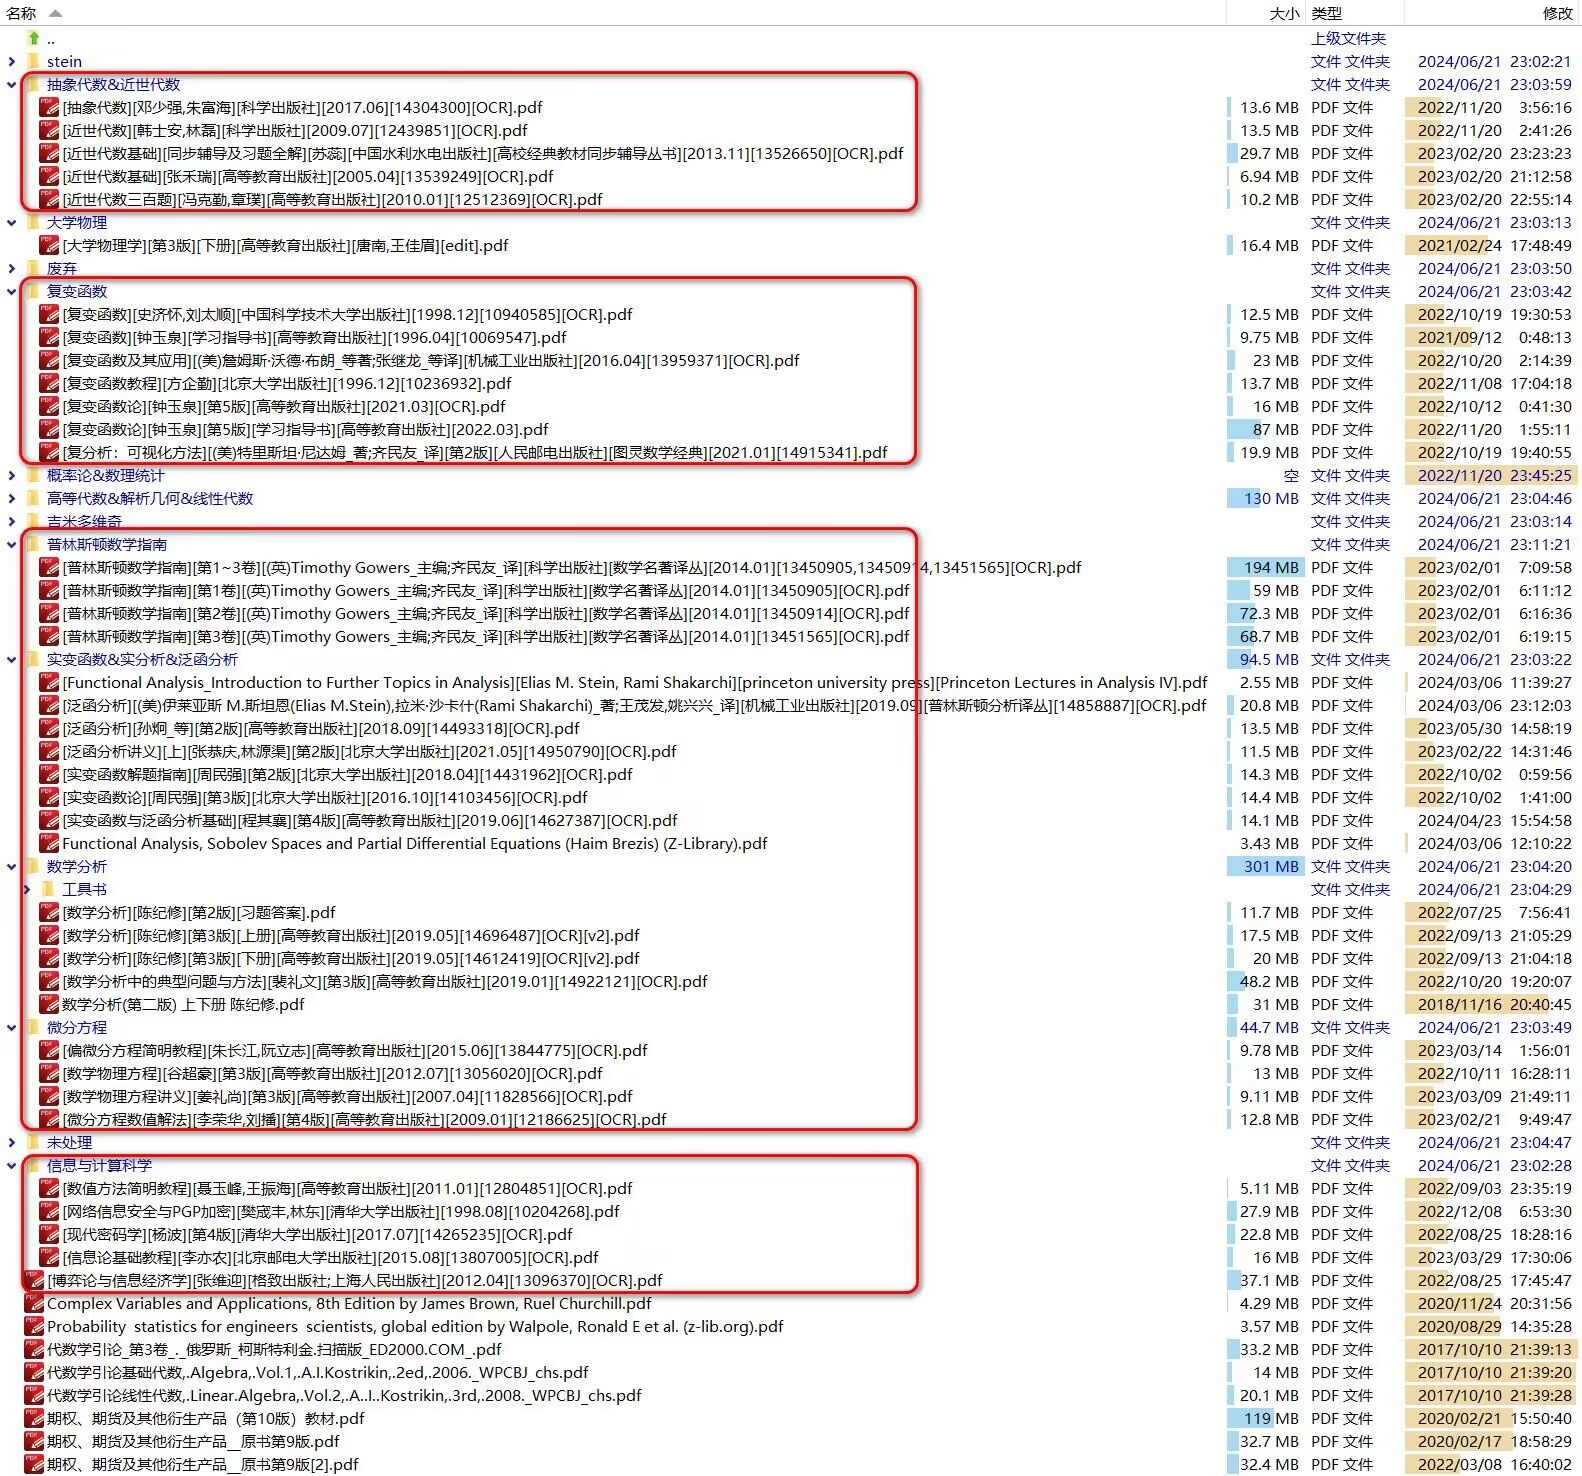 名称 大小 类型 修改
.. 上级文件夹
stein 文件 文件夹 2024/06/21 23:02:21
抽象代数&近世代数 文件 文件夹 2024/06/21 23:03:59
[抽象代数][邓少强,朱富海][科学出版社][2017.06][14304300][OCR].pdf 13.6 MB PDF 文件 2022/11/20 3:56:16
[近世代数][韩士安,林磊][科学出版社][2009.07][12439851][OCR].pdf 13.5 MB PDF 文件 2022/11/20 2:41:26
[近世代数基础][同步辅导及习题全解][苏蕊][中国水利水电出版社][高校经典教材同步辅导丛书][2013.11][13526650][OCR].pdf 29.7 MB PDF 文件 2023/02/20 23:23:23
[近世代数基础][张禾瑞][高等教育出版社][2005.04][13539249][OCR].pdf 6.94 MB PDF 文件 2023/02/20 21:12:58
[近世代数三百题][冯克勤,章璞][高等教育出版社][2010.01][12512369][OCR].pdf 10.2 MB PDF 文件 2023/02/20 22:55:14
大学物理 文件 文件夹 2024/06/21 23:03:13
[大学物理学][第3版][下册][高等教育出版社][唐南,王佳眉][edit].pdf 16.4 MB PDF 文件 2021/02/24 17:48:49
废弃 文件 文件夹 2024/06/21 23:03:50
复变函数 文件 文件夹 2024/06/21 23:03:42
[复变函数][史济怀,刘太顺][中国科学技术大学出版社][1998.12][10940585][OCR].pdf 12.5 MB PDF 文件 2022/10/19 19:30:53
[复变函数][钟玉泉][学习指导书][高等教育出版社][1996.04][10069547].pdf 9.75 MB PDF 文件 2021/09/12 0:48:13
[复变函数及其应用][(美)詹姆斯·沃德·布朗_等著;张继龙_等译][机械工业出版社][2016.04][13959371][OCR].pdf 23 MB PDF 文件 2022/10/20 2:14:39
[复变函数教程][方企勤][北京大学出版社][1996.12][10236932].pdf 13.7 MB PDF 文件 2022/11/08 17:04:18
[复变函数论][钟玉泉][第5版][高等教育出版社][2021.03][OCR].pdf 16 MB PDF 文件 2022/10/12 0:41:30
[复变函数论][钟玉泉][第5版][学习指导书][高等教育出版社][2022.03].pdf 87 MB PDF 文件 2022/11/20 1:55:11
[复分析：可视化方法][(美)特里斯坦·尼达姆_著;齐民友_译][第2版][人民邮电出版社][图灵数学经典][2021.01][14915341].pdf 19.9 MB PDF 文件 2022/10/19 19:40:55
概率论&数理统计 空 文件 文件夹 2022/11/20 23:45:25
高等代数&解析几何&线性代数 130 MB 文件 文件夹 2024/06/21 23:04:46
吉米多维奇 文件 文件夹 2024/06/21 23:03:14
普林斯顿数学指南 文件 文件夹 2024/06/21 23:11:21
[普林斯顿数学指南][第1~3卷][(英)Timothy Gowers_主编;齐民友_译][科学出版社][数学名著译丛][2014.01][13450905,13450914,13451565][OCR].pdf 194 MB PDF 文件 2023/02/01 7:09:58
[普林斯顿数学指南][第1卷][(英)Timothy Gowers_主编;齐民友_译][科学出版社][数学名著译丛][2014.01][13450905][OCR].pdf 59 MB PDF 文件 2023/02/01 6:11:12
[普林斯顿数学指南][第2卷][(英)Timothy Gowers_主编;齐民友_译][科学出版社][数学名著译丛][2014.01][13450914][OCR].pdf 72.3 MB PDF 文件 2023/02/01 6:16:36
[普林斯顿数学指南][第3卷][(英)Timothy Gowers_主编;齐民友_译][科学出版社][数学名著译丛][2014.01][13451565][OCR].pdf 68.7 MB PDF 文件 2023/02/01 6:19:15
实变函数&实分析&泛函分析 94.5 MB 文件 文件夹 2024/06/21 23:03:22
[Functional Analysis_Introduction to Further Topics in Analysis][Elias M. Stein, Rami Shakarchi][princeton university press][Princeton Lectures in Analysis IV].pdf 2.55 MB PDF 文件 2024/03/06 11:39:27
[泛函分析][(美)伊莱亚斯 M.斯坦恩(Elias M.Stein),拉米·沙卡什(Rami Shakarchi)_著;王茂发,姚兴兴_译][机械工业出版社][2019.09][普林斯顿分析译丛][14858887][OCR].pdf 20.8 MB PDF 文件 2024/03/06 23:12:03
[泛函分析][孙炯_等][第2版][高等教育出版社][2018.09][14493318][OCR].pdf 13.5 MB PDF 文件 2023/05/30 14:58:19
[泛函分析讲义][上][张恭庆,林源渠][第2版][北京大学出版社][2021.05][14950790][OCR].pdf 11.5 MB PDF 文件 2023/02/22 14:31:46
[实变函数解题指南][周民强][第2版][北京大学出版社][2018.04][14431962][OCR].pdf 14.3 MB PDF 文件 2022/10/02 0:59:56
[实变函数论][周民强][第3版][北京大学出版社][2016.10][14103456][OCR].pdf 14.4 MB PDF 文件 2022/10/02 1:41:00
[实变函数与泛函分析基础][程其襄][第4版][高等教育出版社][2019.06][14627387][OCR].pdf 14.1 MB PDF 文件 2024/04/23 15:54:58
Functional Analysis, Sobolev Spaces and Partial Differential Equations (Haim Brezis) (Z-Library).pdf 3.43 MB PDF 文件 2024/03/06 12:10:22
数学分析 301 MB 文件 文件夹 2024/06/21 23:04:20
工具书 文件 文件夹 2024/06/21 23:04:29
[数学分析][陈纪修][第2版][习题答案].pdf 11.7 MB PDF 文件 2022/07/25 7:56:41
[数学分析][陈纪修][第3版][上册][高等教育出版社][2019.05][14696487][OCR][v2].pdf 17.5 MB PDF 文件 2022/09/13 21:05:29
[数学分析][陈纪修][第3版][下册][高等教育出版社][2019.05][14612419][OCR][v2].pdf 20 MB PDF 文件 2022/09/13 21:04:18
[数学分析中的典型问题与方法][裴礼文][第3版][高等教育出版社][2019.01][14922121][OCR].pdf 48.2 MB PDF 文件 2022/10/20 19:20:07
数学分析(第二版) 上下册 陈纪修.pdf 31 MB PDF 文件 2018/11/16 20:40:45
微分方程 44.7 MB 文件 文件夹 2024/06/21 23:03:49
[偏微分方程简明教程][朱长江,阮立志][高等教育出版社][2015.06][13844775][OCR].pdf 9.78 MB PDF 文件 2023/03/14 1:56:01
[数学物理方程][谷超豪][第3版][高等教育出版社][2012.07][13056020][OCR].pdf 13 MB PDF 文件 2022/10/11 16:28:11
[数学物理方程讲义][姜礼尚][第3版][高等教育出版社][2007.04][11828566][OCR].pdf 9.11 MB PDF 文件 2023/03/09 21:49:11
[微分方程数值解法][李荣华,刘播][第4版][高等教育出版社][2009.01][12186625][OCR].pdf 12.8 MB PDF 文件 2023/02/21 9:49:47
未处理 文件 文件夹 2024/06/21 23:04:47
信息与计算科学 文件 文件夹 2024/06/21 23:02:28
[数值方法简明教程][聂玉峰,王振海][高等教育出版社][2011.01][12804851][OCR].pdf 5.11 MB PDF 文件 2022/09/03 23:35:19
[网络信息安全与PGP加密][樊宬丰,林东][清华大学出版社][1998.08][10204268].pdf 27.9 MB PDF 文件 2022/12/08 6:53:30
[现代密码学][杨波][第4版][清华大学出版社][2017.07][14265235][OCR].pdf 22.8 MB PDF 文件 2022/08/25 18:28:16
[信息论基础教程][李亦农][北京邮电大学出版社][2015.08][13807005][OCR].pdf 16 MB PDF 文件 2023/03/29 17:30:06
[博弈论与信息经济学][张维迎][格致出版社;上海人民出版社][2012.04][13096370][OCR].pdf 37.1 MB PDF 文件 2022/08/25 17:45:47
Complex Variables and Applications, 8th Edition by James Brown, Ruel Churchill.pdf 4.29 MB PDF 文件 2020/11/24 20:31:56
Probability statistics for engineers scientists, global edition by Walpole, Ronald E et al. (z-lib.org).pdf 3.57 MB PDF 文件 2020/08/29 14:35:28
代数学引论_第3卷_._俄罗斯_柯斯特利金.扫描版_ED2000.COM_.pdf 33.2 MB PDF 文件 2017/10/10 21:39:13
代数学引论基础代数,.Algebra,.Vol.1,.A.I.Kostrikin,.2ed,.2006._WPCBJ_chs.pdf 14 MB PDF 文件 2017/10/10 21:39:20
代数学引论线性代数,.Linear.Algebra,.Vol.2,.A..I..Kostrikin,.3rd,.2008._WPCBJ_chs.pdf 20.1 MB PDF 文件 2017/10/10 21:39:28
期权、期货及其他衍生产品（第10版）教材.pdf 119 MB PDF 文件 2020/02/21 15:50:40
期权、期货及其他衍生产品__原书第9版.pdf 32.7 MB PDF 文件 2020/02/17 18:58:29
期权、期货及其他衍生产品__原书第9版[2].pdf 32.4 MB PDF 文件 2022/03/08 16:40:02